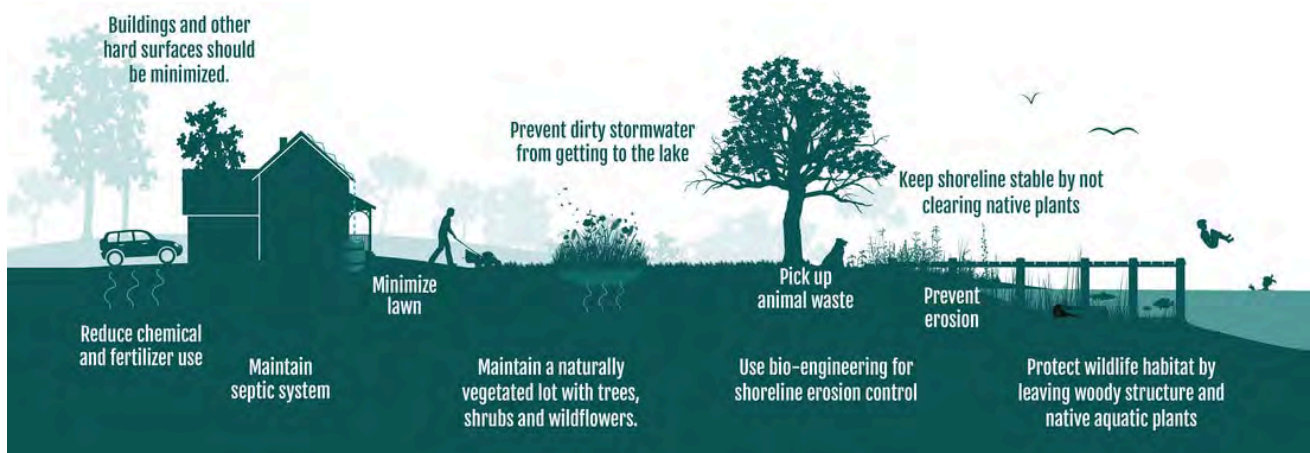 Buildings and other
hard surfaces should
be minimized.
Prevent dirty stormwater
from getting to the lake
Keep shoreline stable by not
clearing native plants
Minimize
lawn
Pick up
animal waste
Prevent
erosion
Reduce chemical
and fertilizer use
Maintain
septic system
Maintain a naturally
vegetated lot with trees,
shrubs and wildflowers.
Use bio-engineering for
shoreline erosion control
Protect wildlife habitat by
leaving woody structure and
native aquatic plants